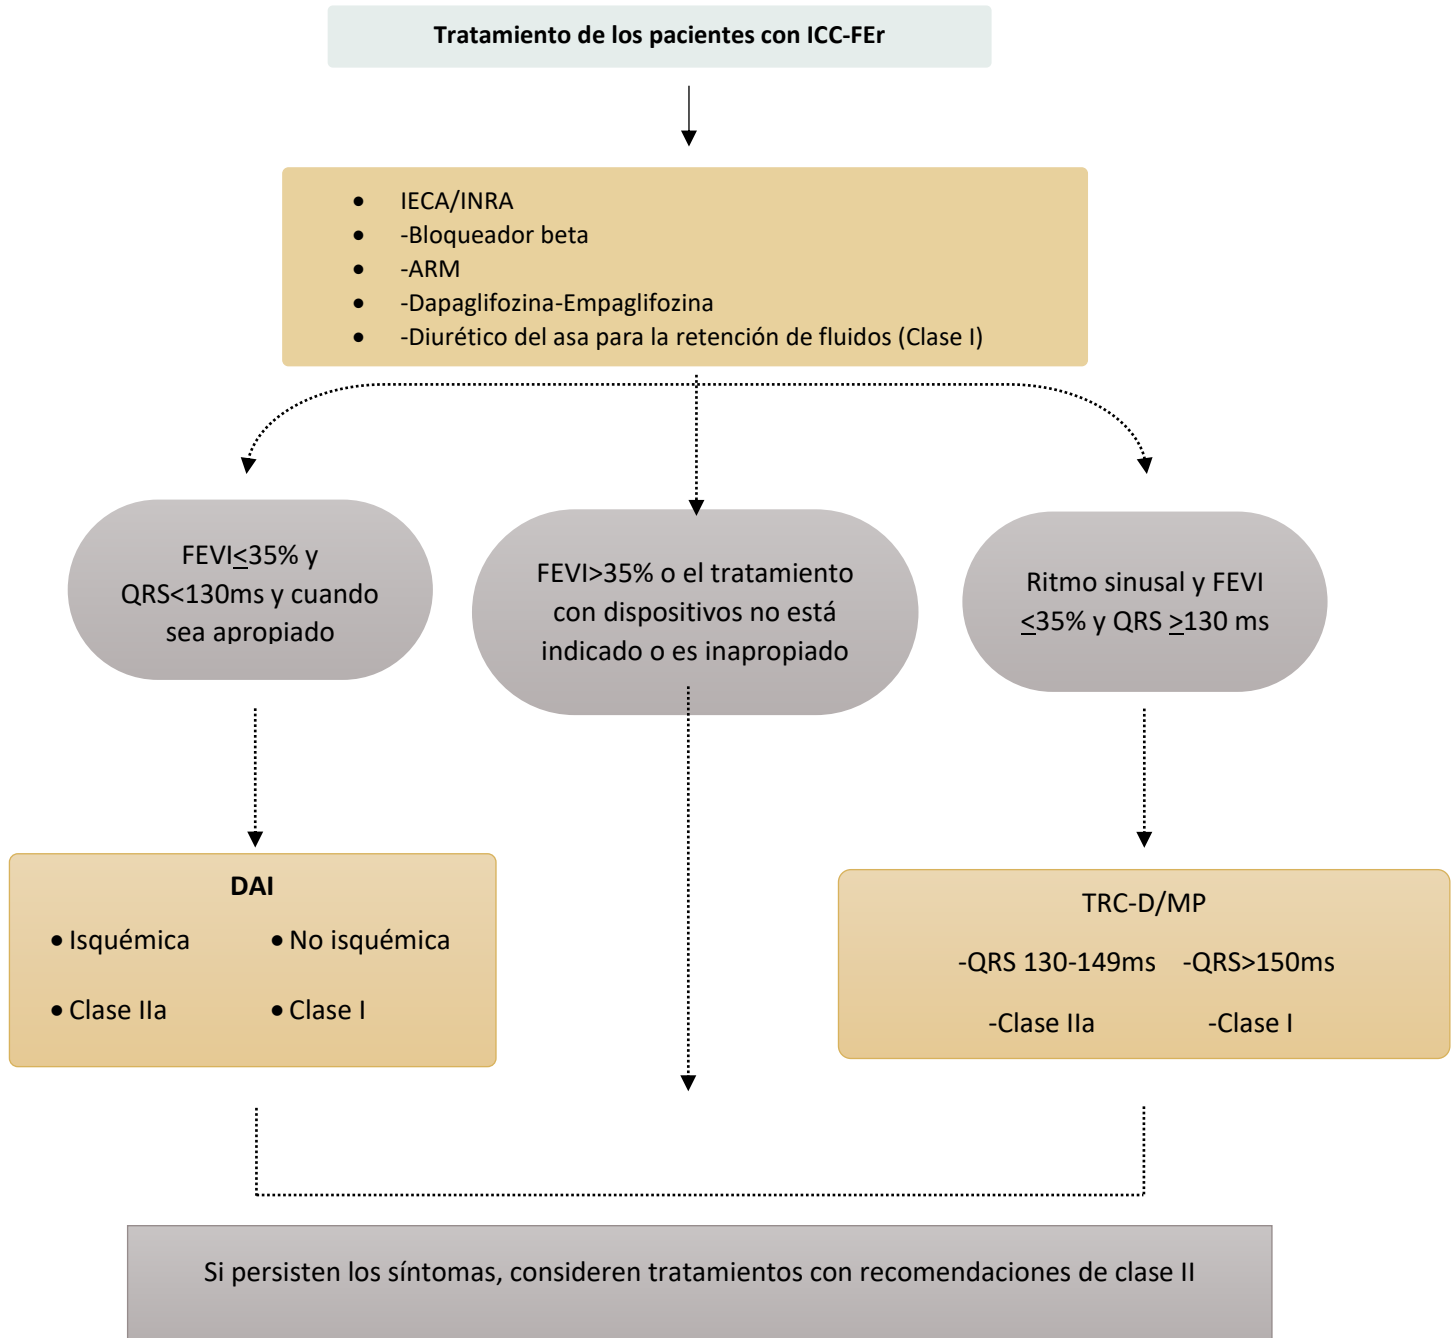 Tratamiento de los pacientes con ICC-FEr
• IECA/INRA
• -Bloqueador beta
• -ARM
• -Dapaglifozina-Empaglifozina
• -Diurético del asa para la retención de fluidos (Clase I)
FEVI≤35% y
QRS<130ms y cuando
sea apropiado
FEVI>35% o el tratamiento
con dispositivos no está
indicado o es inapropiado
Ritmo sinusal y FEVI
≤35% y QRS ≥130 ms
DAI
• Isquémica • No isquémica
• Clase IIa • Clase I
TRC-D/MP
-QRS 130-149ms -QRS>150ms
-Clase IIa -Clase I
Si persisten los síntomas, consideren tratamientos con recomendaciones de clase II